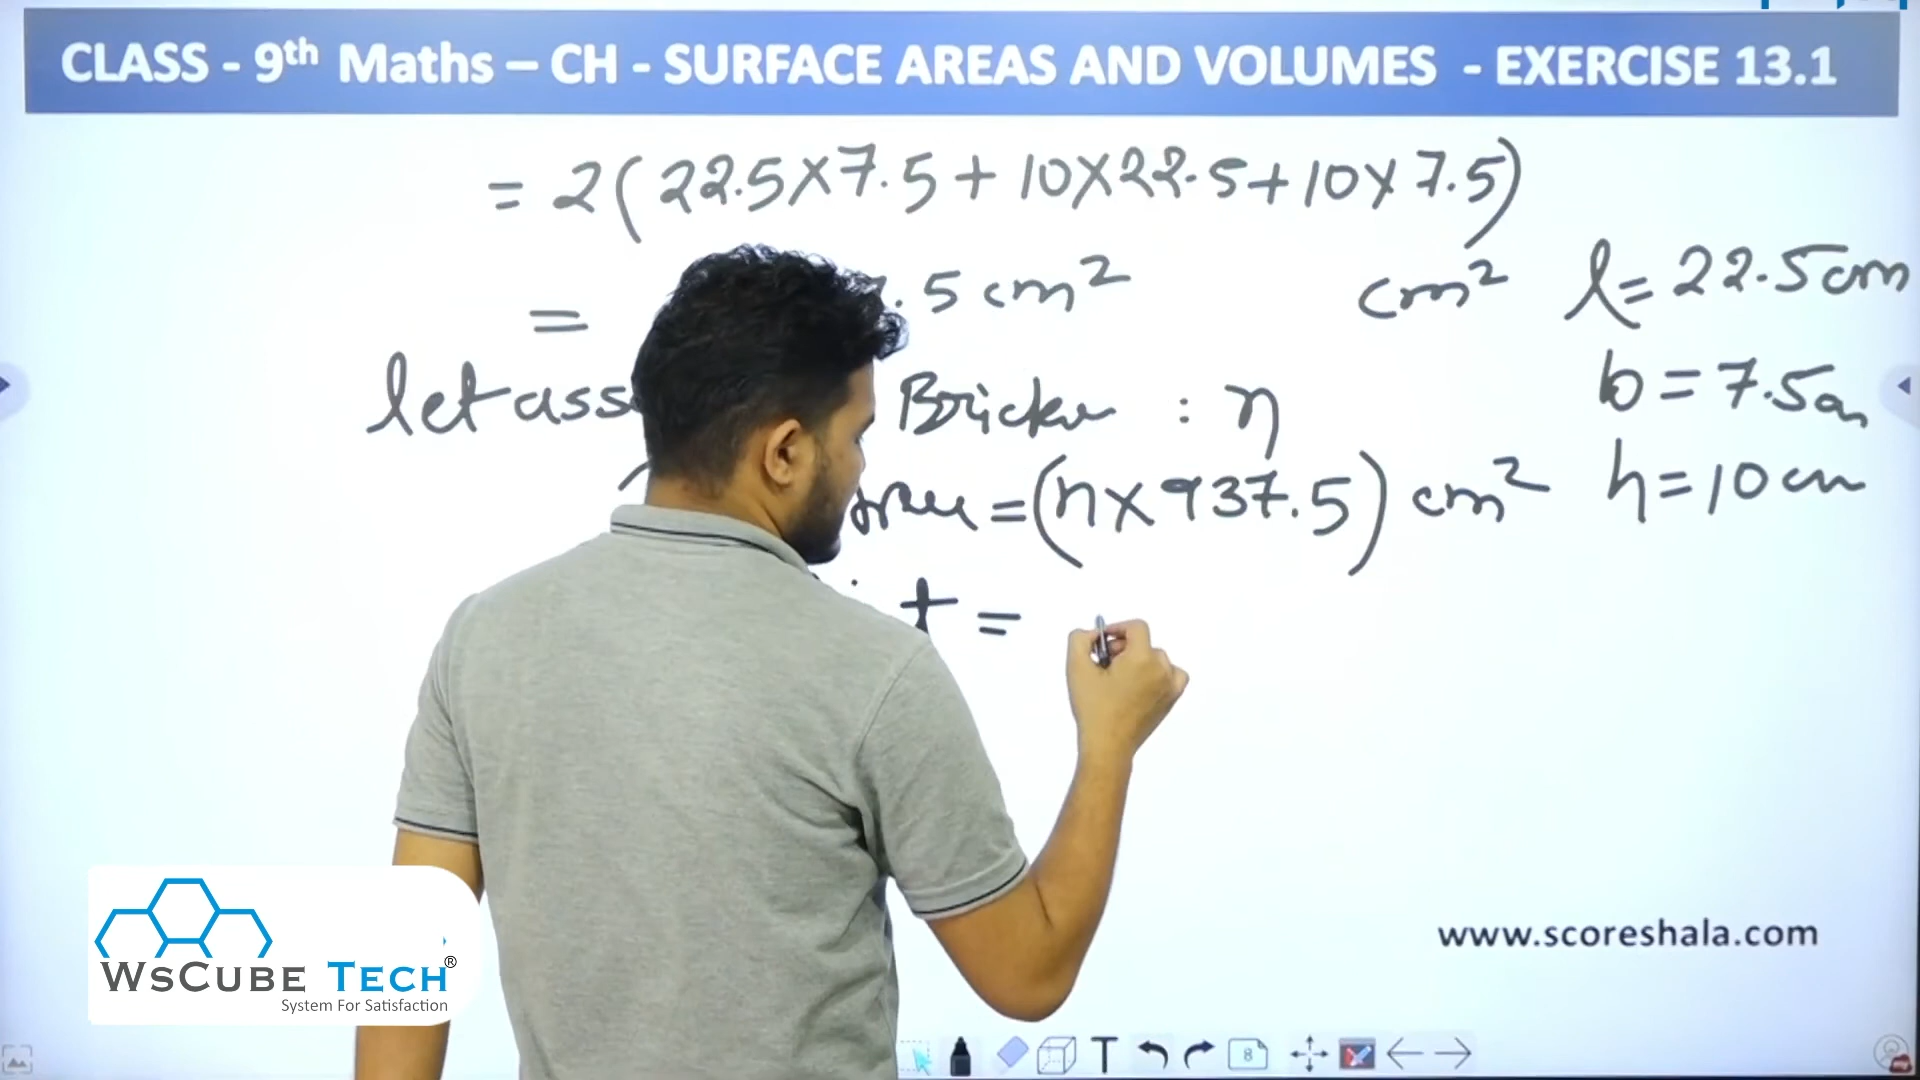 CLASS - 9th Maths – CH - SURFACE AREAS AND VOLUMES - EXERCISE 13.1
= 2(22.5×7.5+10×22.5+10×7.5)
= .5 cm² cm² l=22.5cm
let ass : n b=7.5cm
=(n×937.5) cm² h=10cm
t =
www.scoreshala.com
WSCUBE TECH®
System For Satisfaction
T 8